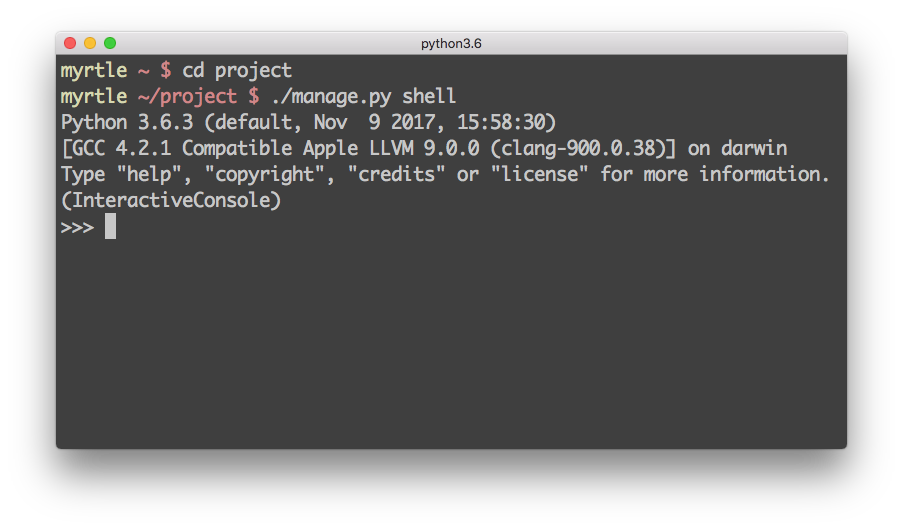 python3.6
myrtle ~ $ cd project
myrtle ~/project $ ./manage.py shell
Python 3.6.3 (default, Nov  9 2017, 15:58:30)
[GCC 4.2.1 Compatible Apple LLVM 9.0.0 (clang-900.0.38)] on darwin
Type "help", "copyright", "credits" or "license" for more information.
(InteractiveConsole)
>>>